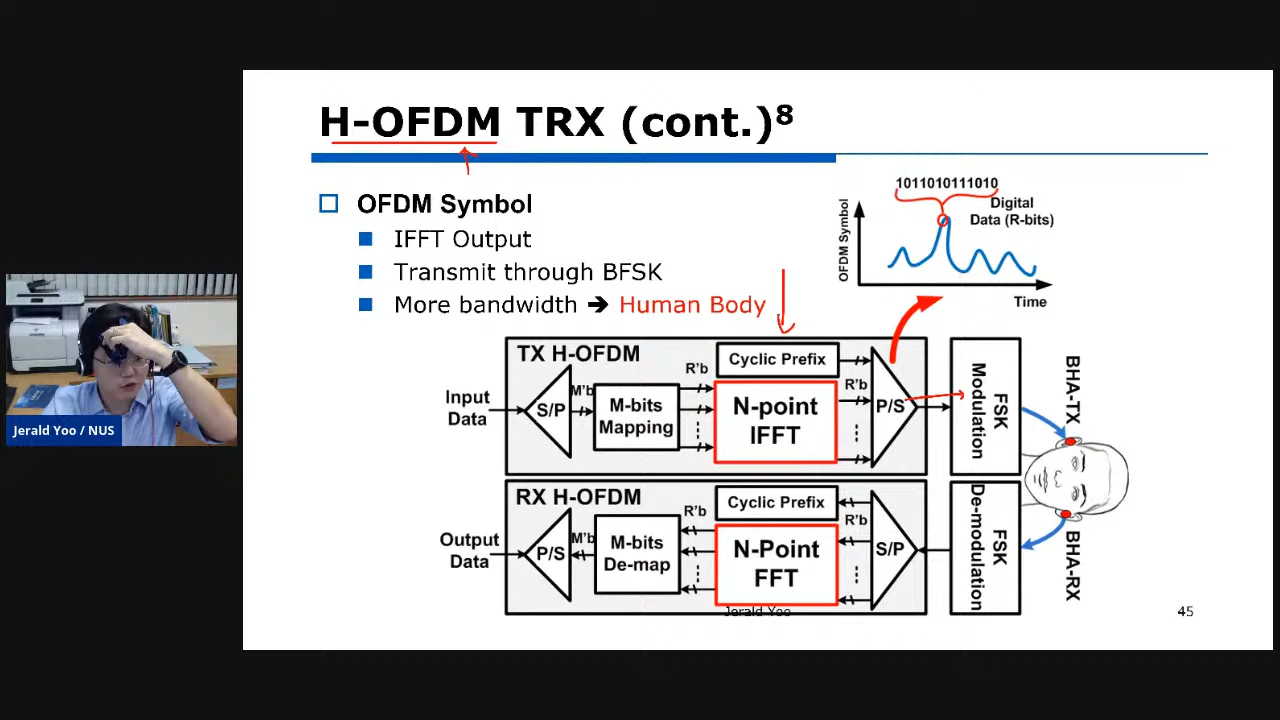 H-OFDM TRX (cont.)⁸
OFDM Symbol
IFFT Output
Transmit through BFSK
More bandwidth ➔ Human Body
1011010111010
Digital
Data (R-bits)
OFDM Symbol
Time
TX H-OFDM
Input
Data
S/P
M'b
M-bits
Mapping
R'b
Cyclic Prefix
N-point
IFFT
R'b
P/S
FSK
Modulation
BHA-TX
RX H-OFDM
Output
Data
P/S
M'b
M-bits
De-map
R'b
Cyclic Prefix
N-Point
FFT
R'b
S/P
FSK
De-modulation
BHA-RX
Jerald Yoo
45
Jerald Yoo / NUS